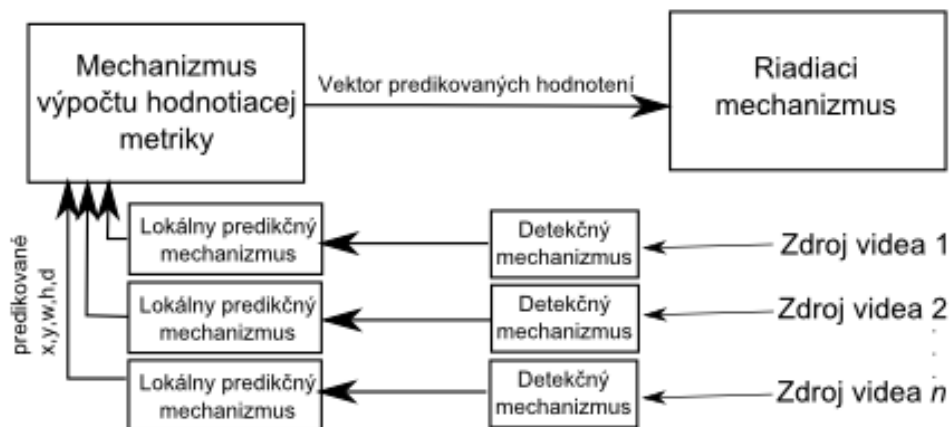 Mechanizmus
výpočtu hodnotiacej
metriky
Vektor predikovaných hodnotení
Riadiaci
mechanizmus
predikované
x,y,w,h,d
Lokálny predikčný
mechanizmus
Detekčný
mechanizmus
Zdroj videa 1
Lokálny predikčný
mechanizmus
Detekčný
mechanizmus
Zdroj videa 2
Lokálny predikčný
mechanizmus
Detekčný
mechanizmus
Zdroj videa n